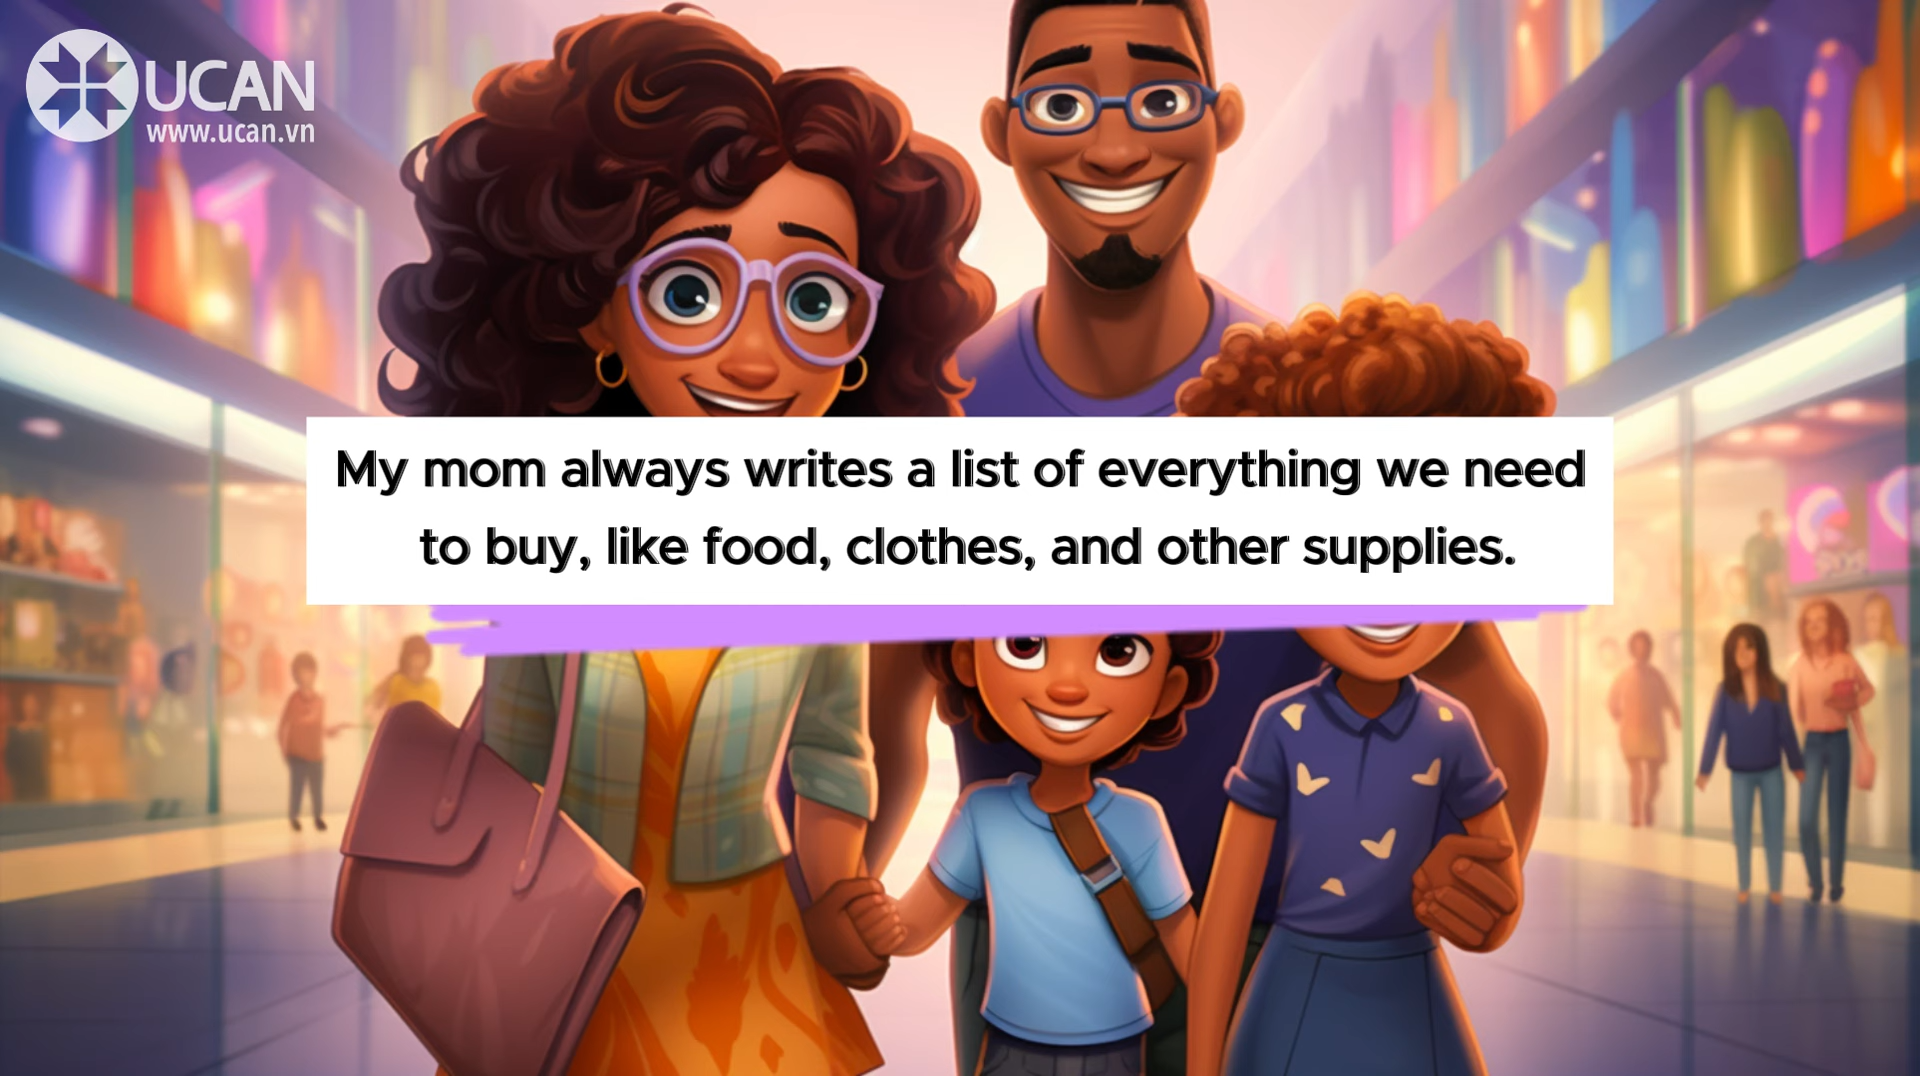 UCAN
www.ucan.vn
My mom always writes a list of everything we need
to buy, like food, clothes, and other supplies.